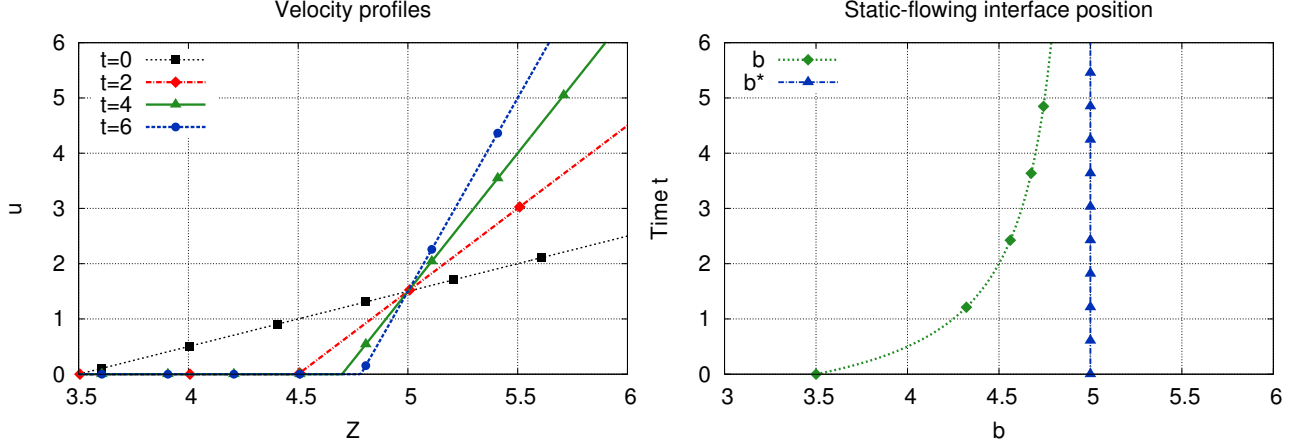 Velocity profiles
t=0
t=2
t=4
t=6
u
6
5
4
3
2
1
0
3.5 4 4.5 5 5.5 6
Z
Static-flowing interface position
b
b*
Time t
6
5
4
3
2
1
0
3 3.5 4 4.5 5 5.5 6
b